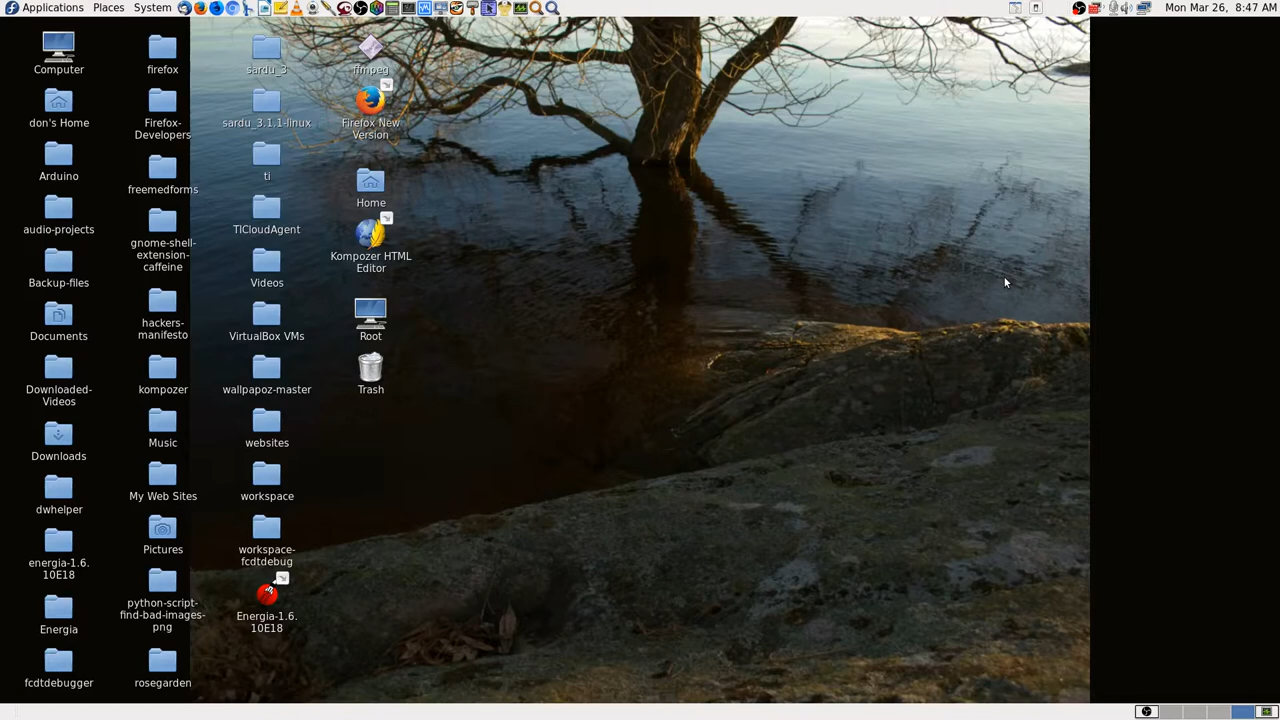 Applications Places System
Mon Mar 26, 8:47 AM
Computer
don's Home
Arduino
audio-projects
Backup-files
Documents
Downloaded-
Videos
Downloads
dwhelper
energia-1.6.
10E18
Energia
fcdtdebugger
firefox
Firefox-
Developers
freemedforms
gnome-shell-
extension-
caffeine
hackers-
manifesto
kompozer
Music
My Web Sites
Pictures
python-script-
find-bad-images-
png
rosegarden
sardu_3
sardu_3.1.1-linux
ti
TICloudAgent
Videos
VirtualBox VMs
wallpapoz-master
websites
workspace
workspace-
fcdtdebug
Energia-1.6.
10E18
ffmpeg
Firefox New
Version
Home
Kompozer HTML
Editor
Root
Trash